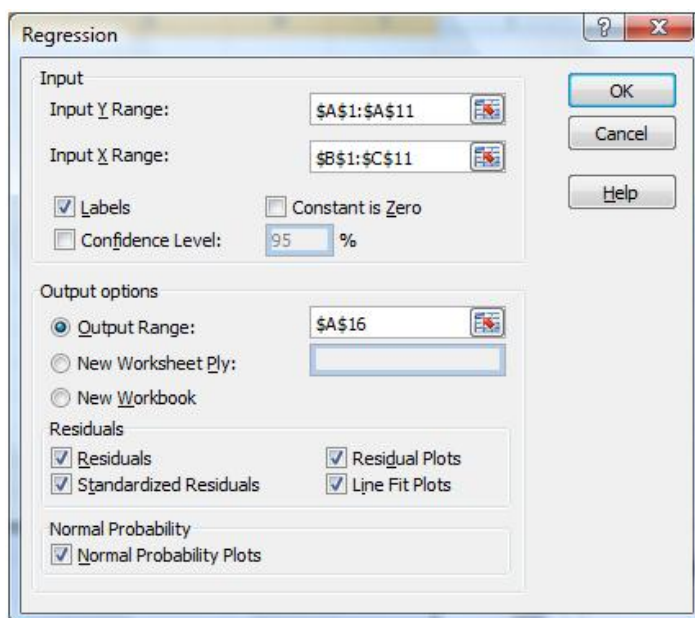 Regression
Input
Input Y Range:
$A$1:$A$11
Input X Range:
$B$1:$C$11
Labels
Constant is Zero
Confidence Level:
95 %
OK
Cancel
Help
Output options
Output Range:
$A$16
New Worksheet Ply:
New Workbook
Residuals
Residuals
Residual Plots
Standardized Residuals
Line Fit Plots
Normal Probability
Normal Probability Plots